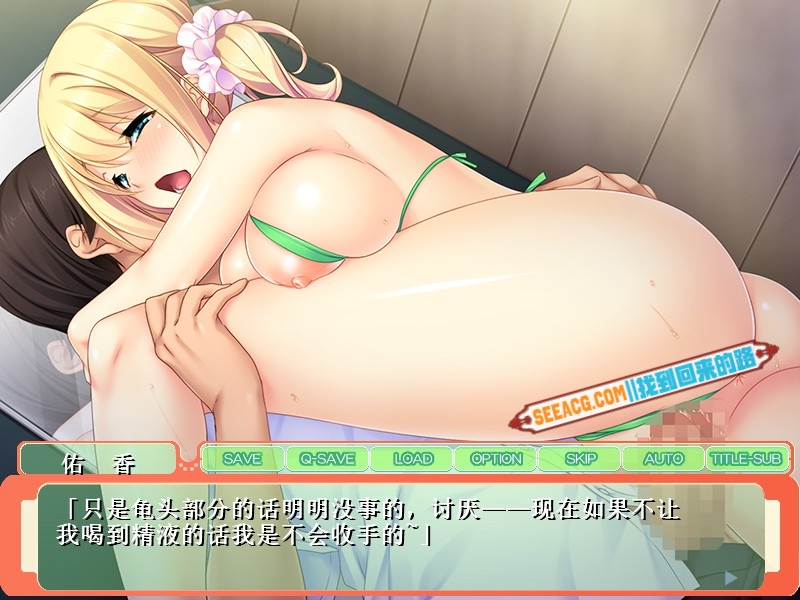 SEEACG.COM||找到回来的路
佑 香
SAVE Q-SAVE LOAD OPTION SKIP AUTO TITLE-SUB
「只是龟头部分的话明明没事的，讨厌——现在如果不让
我喝到精液的话我是不会收手的~」